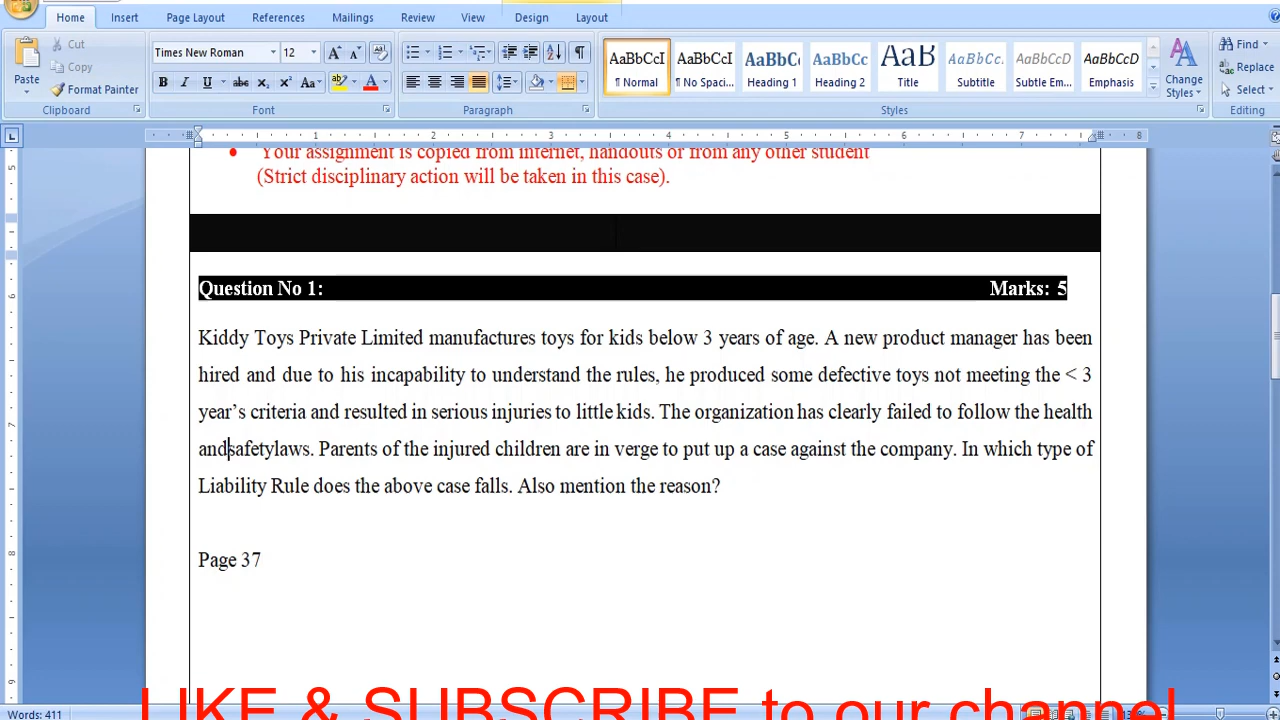 Home Insert Page Layout References Mailings Review View Design Layout
Cut
Copy
Format Painter
Paste
Times New Roman 12
AaBbCcI AaBbCcI AaBbC( AaBbCc AaB AaBbCc. AaBbCcD AaBbCcD
¶ Normal ¶ No Spaci... Heading 1 Heading 2 Title Subtitle Subtle Em... Emphasis
Change
Styles
Find
Replace
Select
Clipboard Font Paragraph Styles Editing
1 2 3 4 5 6 7 8
Your assignment is copied from internet, handouts or from any other student
(Strict disciplinary action will be taken in this case).
Question No 1: Marks: 5
Kiddy Toys Private Limited manufactures toys for kids below 3 years of age. A new product manager has been
hired and due to his incapability to understand the rules, he produced some defective toys not meeting the < 3
year’s criteria and resulted in serious injuries to little kids. The organization has clearly failed to follow the health
andsafetylaws. Parents of the injured children are in verge to put up a case against the company. In which type of
Liability Rule does the above case falls. Also mention the reason?
Page 37
LIKE & SUBSCRIBE to our channel
Words: 411